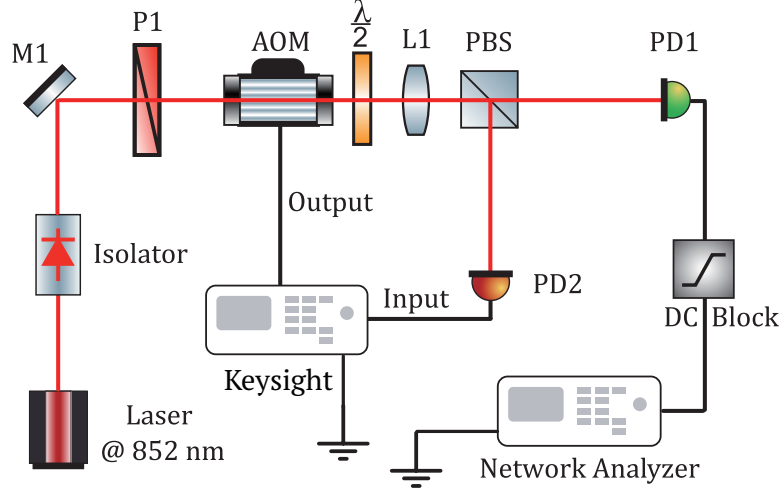 M1
P1
AOM
λ
2
L1
PBS
PD1
Output
Isolator
Input
PD2
DC Block
Keysight
Laser
@ 852 nm
Network Analyzer